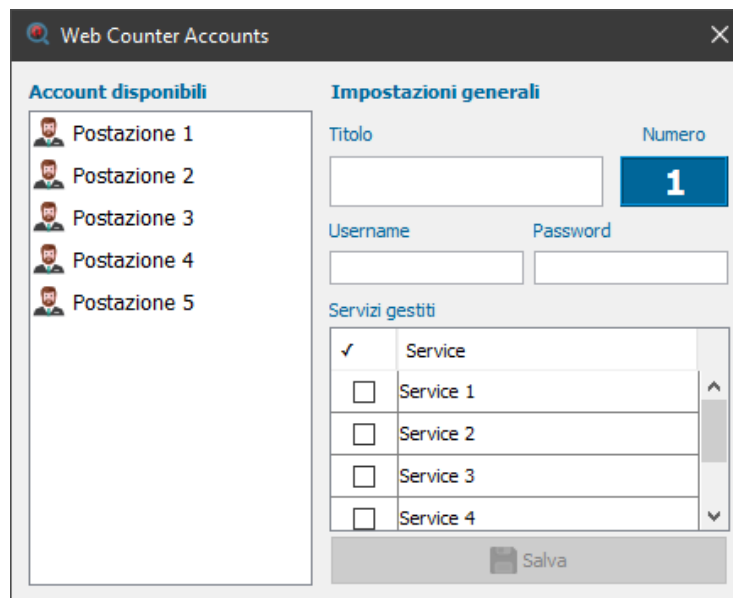 Web Counter Accounts
Account disponibili
Postazione 1
Postazione 2
Postazione 3
Postazione 4
Postazione 5
Impostazioni generali
Titolo Numero
1
Username Password
Servizi gestiti
✓ Service
Service 1
Service 2
Service 3
Service 4
Salva